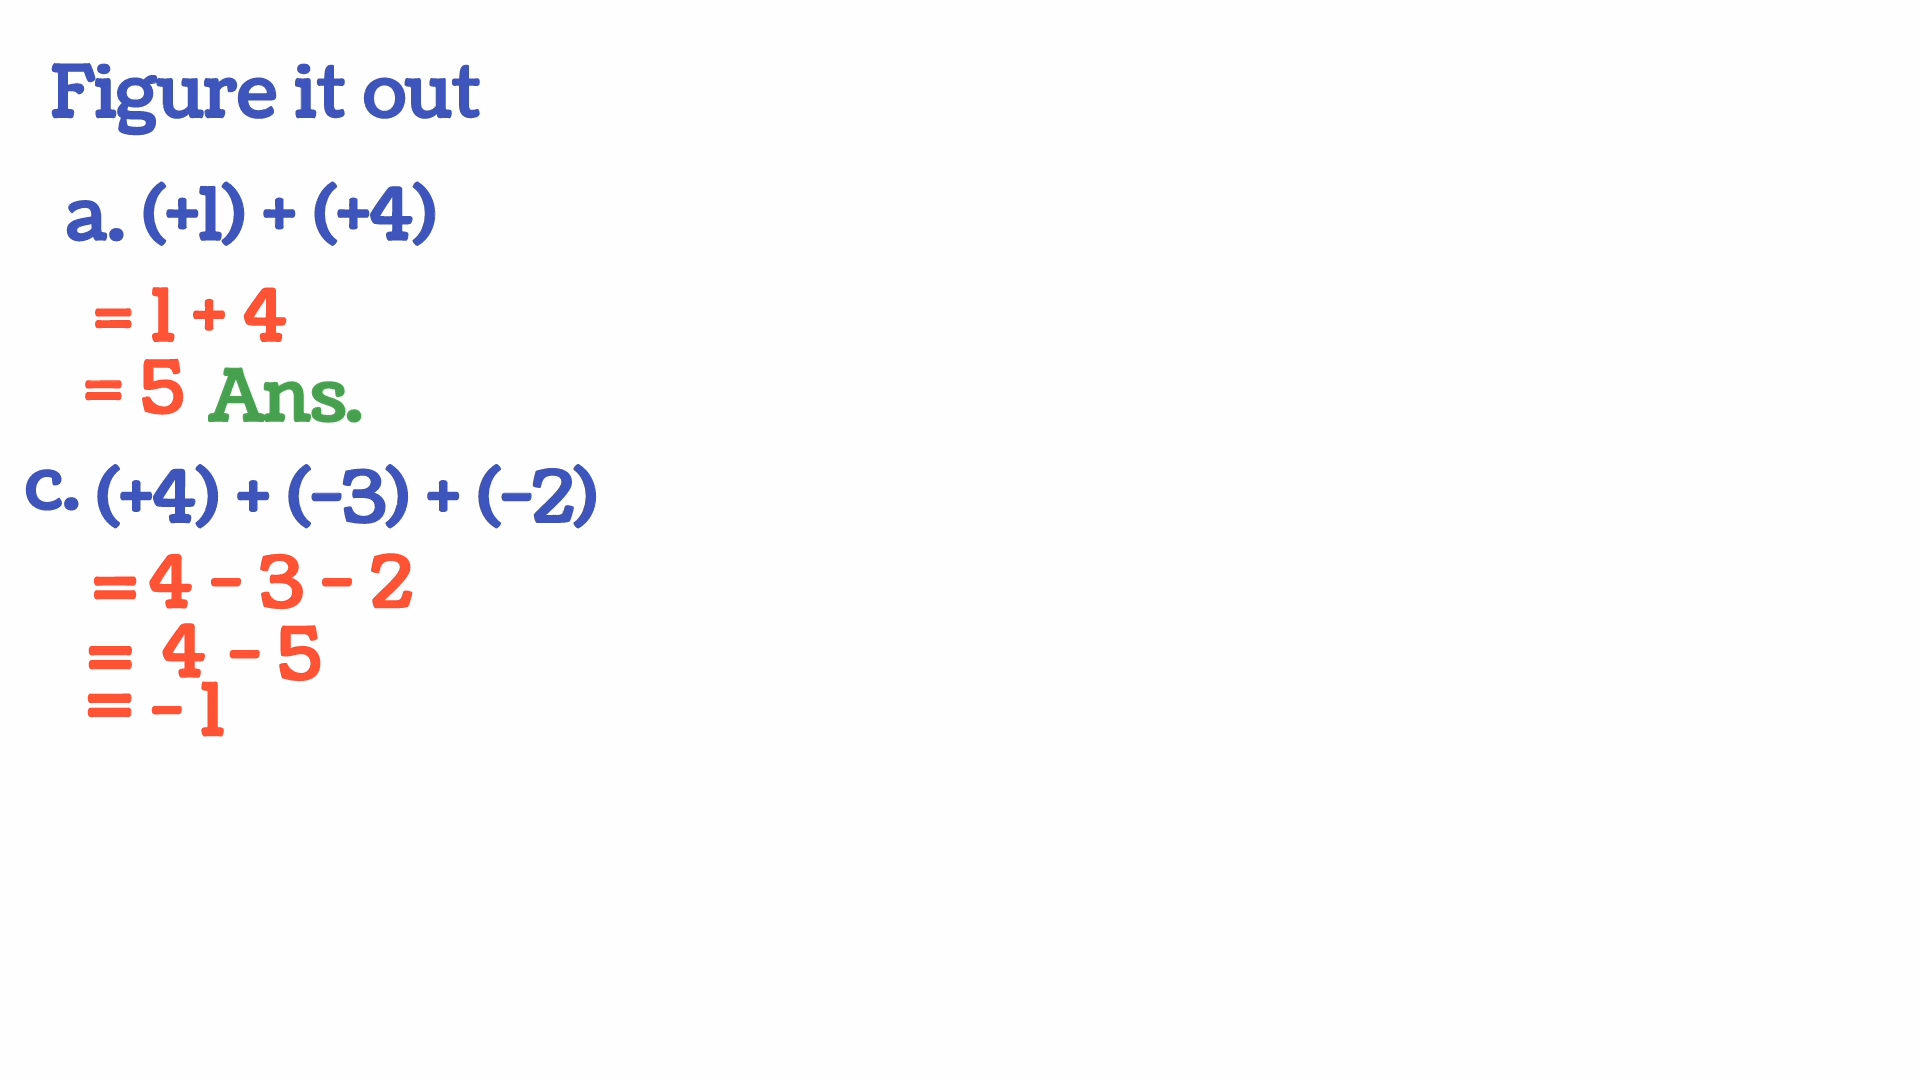 Figure it out
a. (+1) + (+4)
= 1 + 4
= 5 Ans.
c. (+4) + (-3) + (-2)
= 4 - 3 - 2
= 4 - 5
= - 1